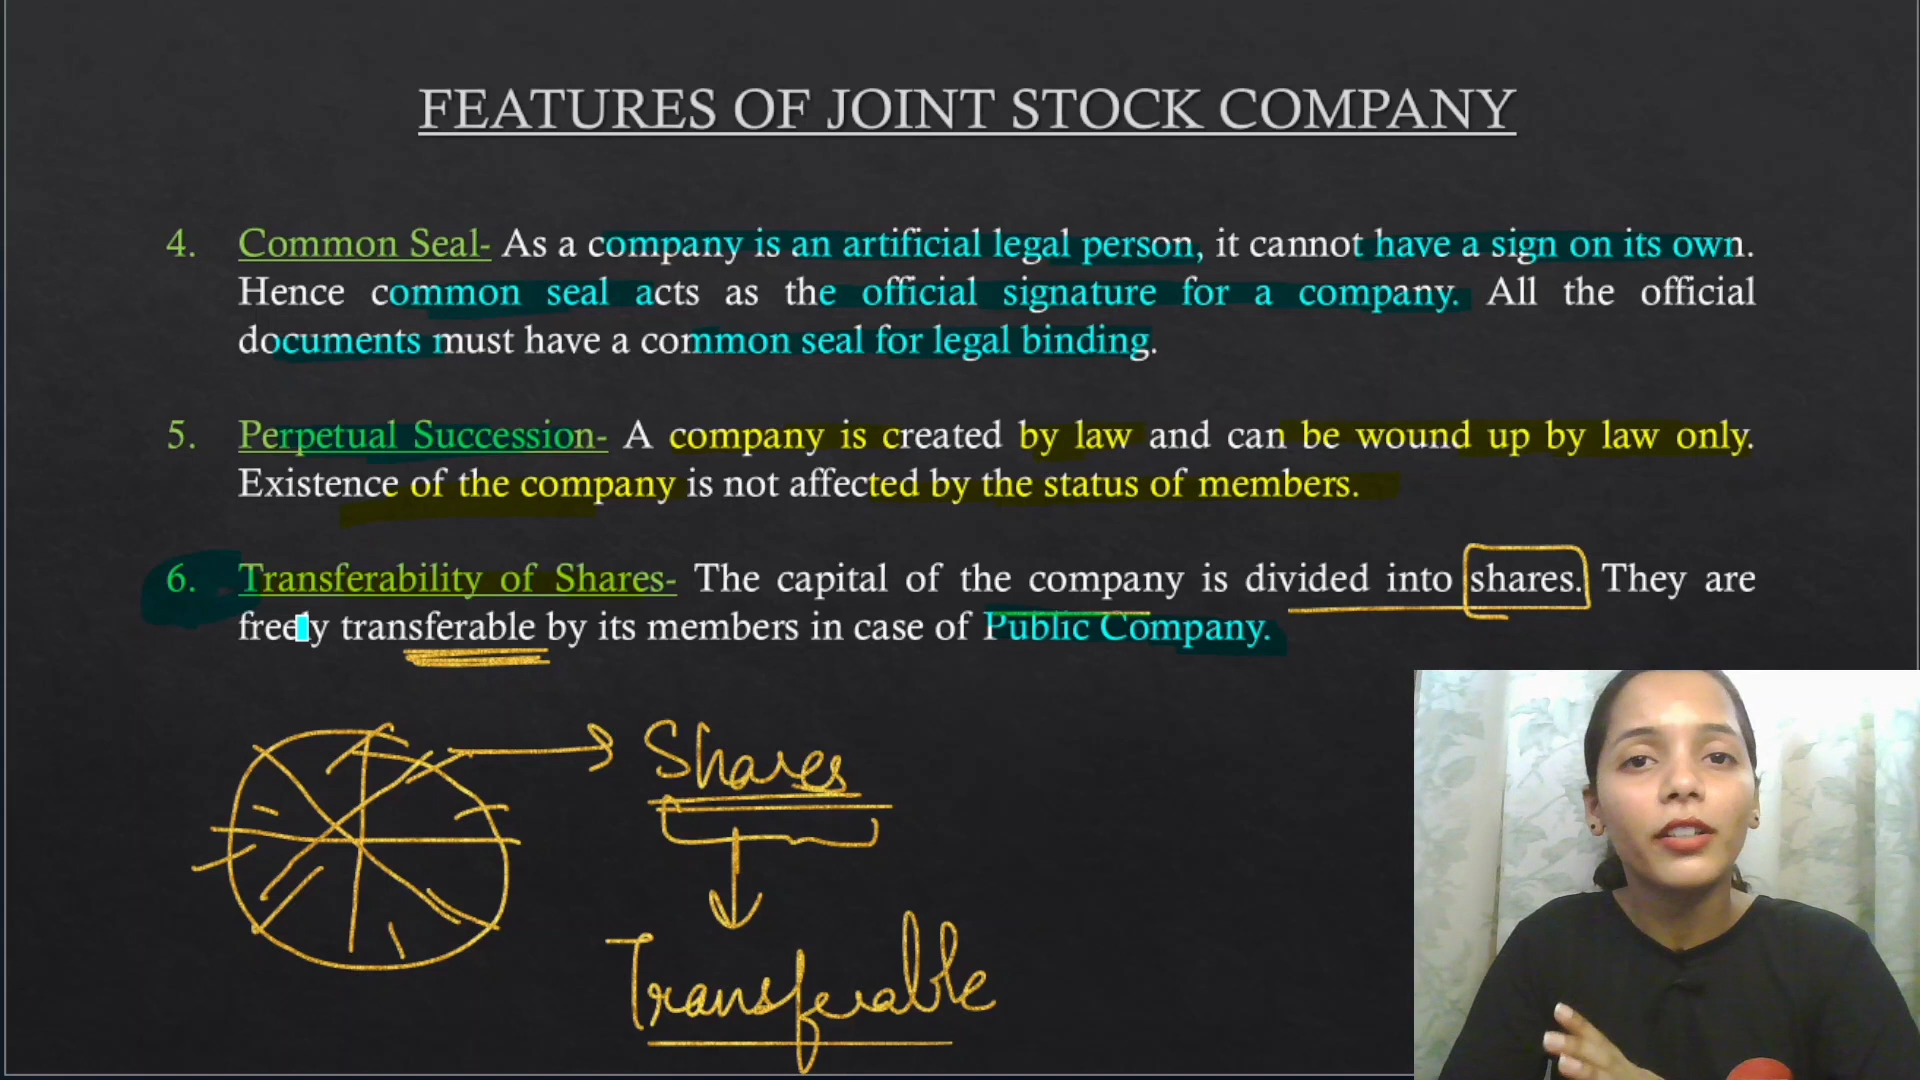 FEATURES OF JOINT STOCK COMPANY
4. Common Seal- As a company is an artificial legal person, it cannot have a sign on its own.
Hence common seal acts as the official signature for a company. All the official
documents must have a common seal for legal binding.
5. Perpetual Succession- A company is created by law and can be wound up by law only.
Existence of the company is not affected by the status of members.
6. Transferability of Shares- The capital of the company is divided into shares. They are
freely transferable by its members in case of Public Company.
Shares
Transferable